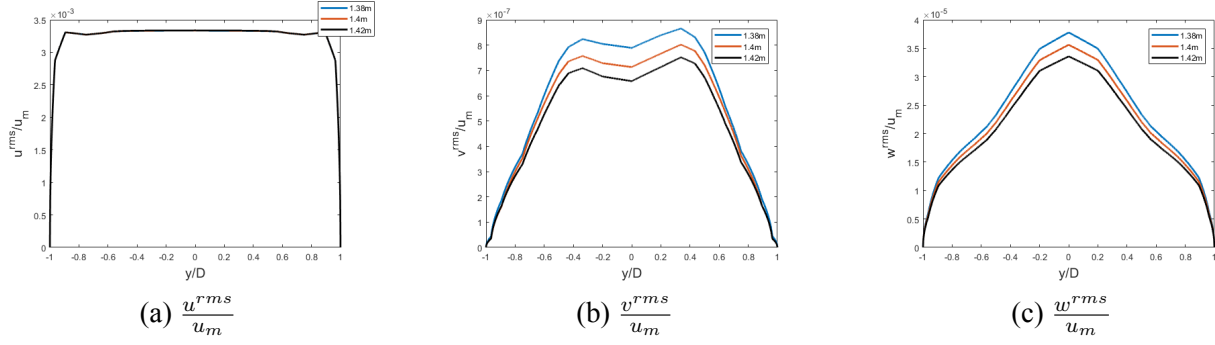 ×10⁻³
3.5
3
2.5
2
1.5
1
0.5
0
-1 -0.8 -0.6 -0.4 -0.2 0 0.2 0.4 0.6 0.8 1
y/D
u^rms/u_m
1.38m
1.4m
1.42m
(a) u^{rms}/u_m
×10⁻⁷
9
8
7
6
5
4
3
2
1
0
-1 -0.8 -0.6 -0.4 -0.2 0 0.2 0.4 0.6 0.8 1
y/D
v^rms/u_m
1.38m
1.4m
1.42m
(b) v^{rms}/u_m
×10⁻⁵
4
3.5
3
2.5
2
1.5
1
0.5
0
-1 -0.8 -0.6 -0.4 -0.2 0 0.2 0.4 0.6 0.8 1
y/D
w^rms/u_m
1.38m
1.4m
1.42m
(c) w^{rms}/u_m